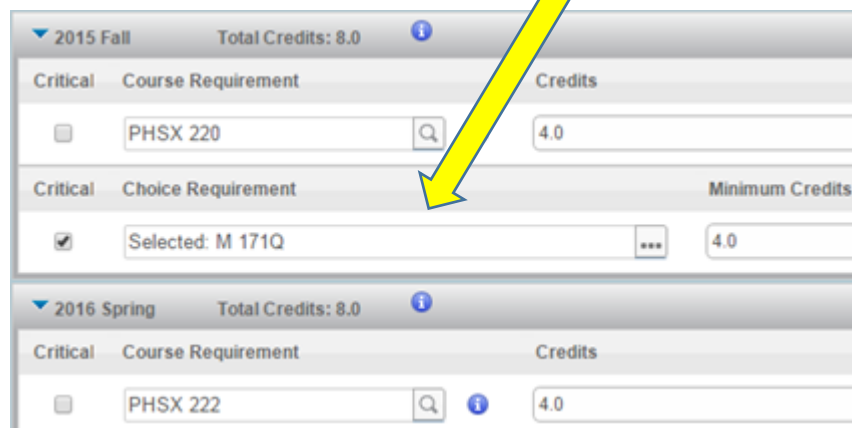 2015 Fall Total Credits: 8.0
Critical Course Requirement Credits
PHSX 220 4.0
Critical Choice Requirement Minimum Credits
Selected: M 171Q ... 4.0
2016 Spring Total Credits: 8.0
Critical Course Requirement Credits
PHSX 222 4.0